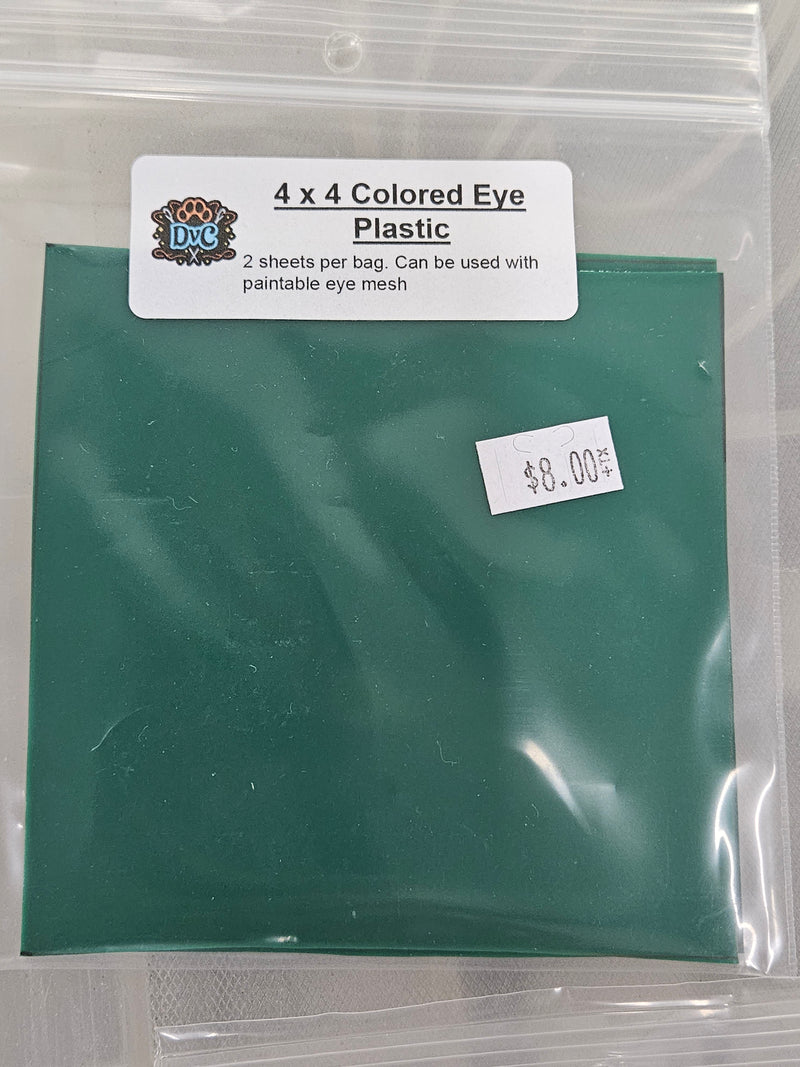 4 x 4 Colored Eye
Plastic
DvC
2 sheets per bag. Can be used with
paintable eye mesh
$8.00